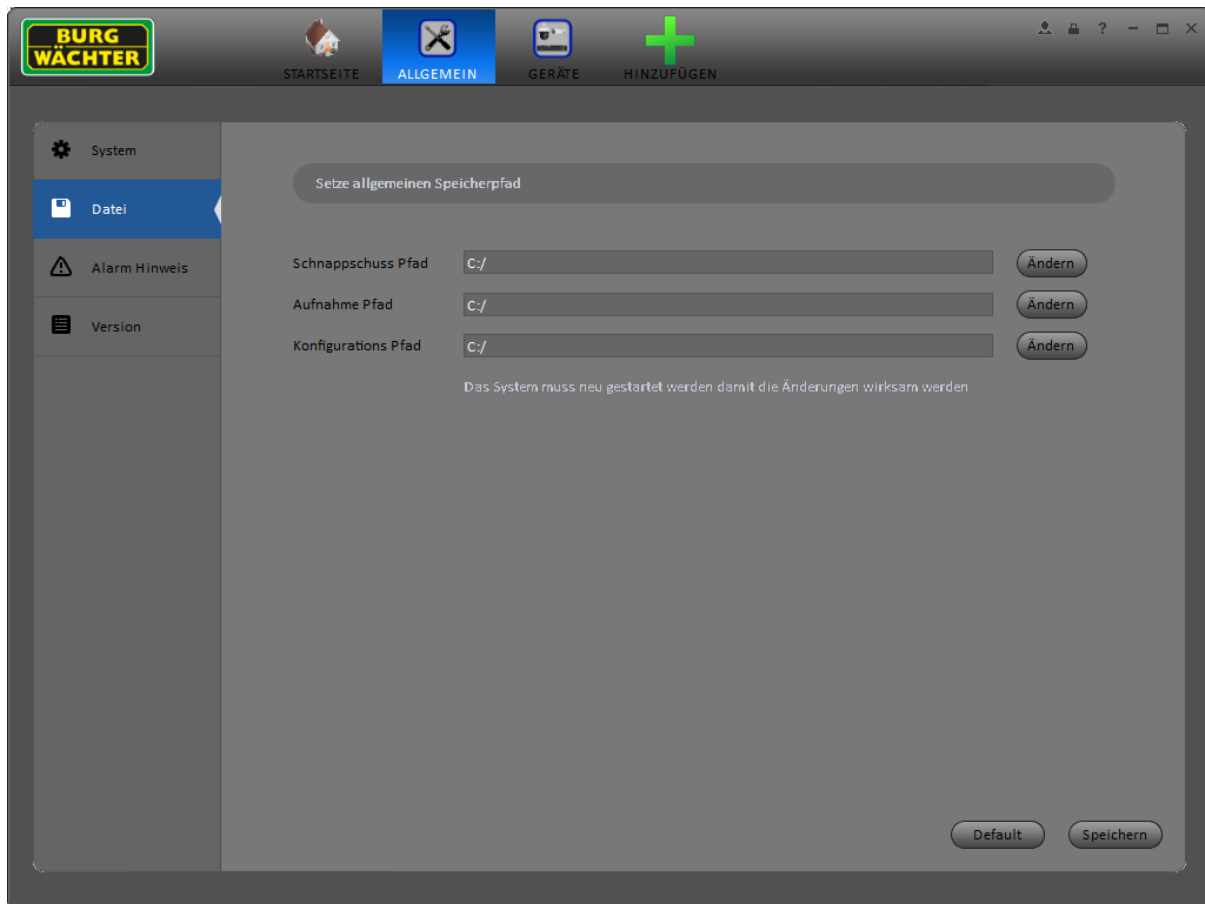 BURG
WÄCHTER
STARTSEITE
ALLGEMEIN
GERÄTE
HINZUFÜGEN
?
System
Datei
Alarm Hinweis
Version
Setze allgemeinen Speicherpfad
Schnappschuss Pfad C:/ Ändern
Aufnahme Pfad C:/ Ändern
Konfigurations Pfad C:/ Ändern
Das System muss neu gestartet werden damit die Änderungen wirksam werden
Default
Speichern